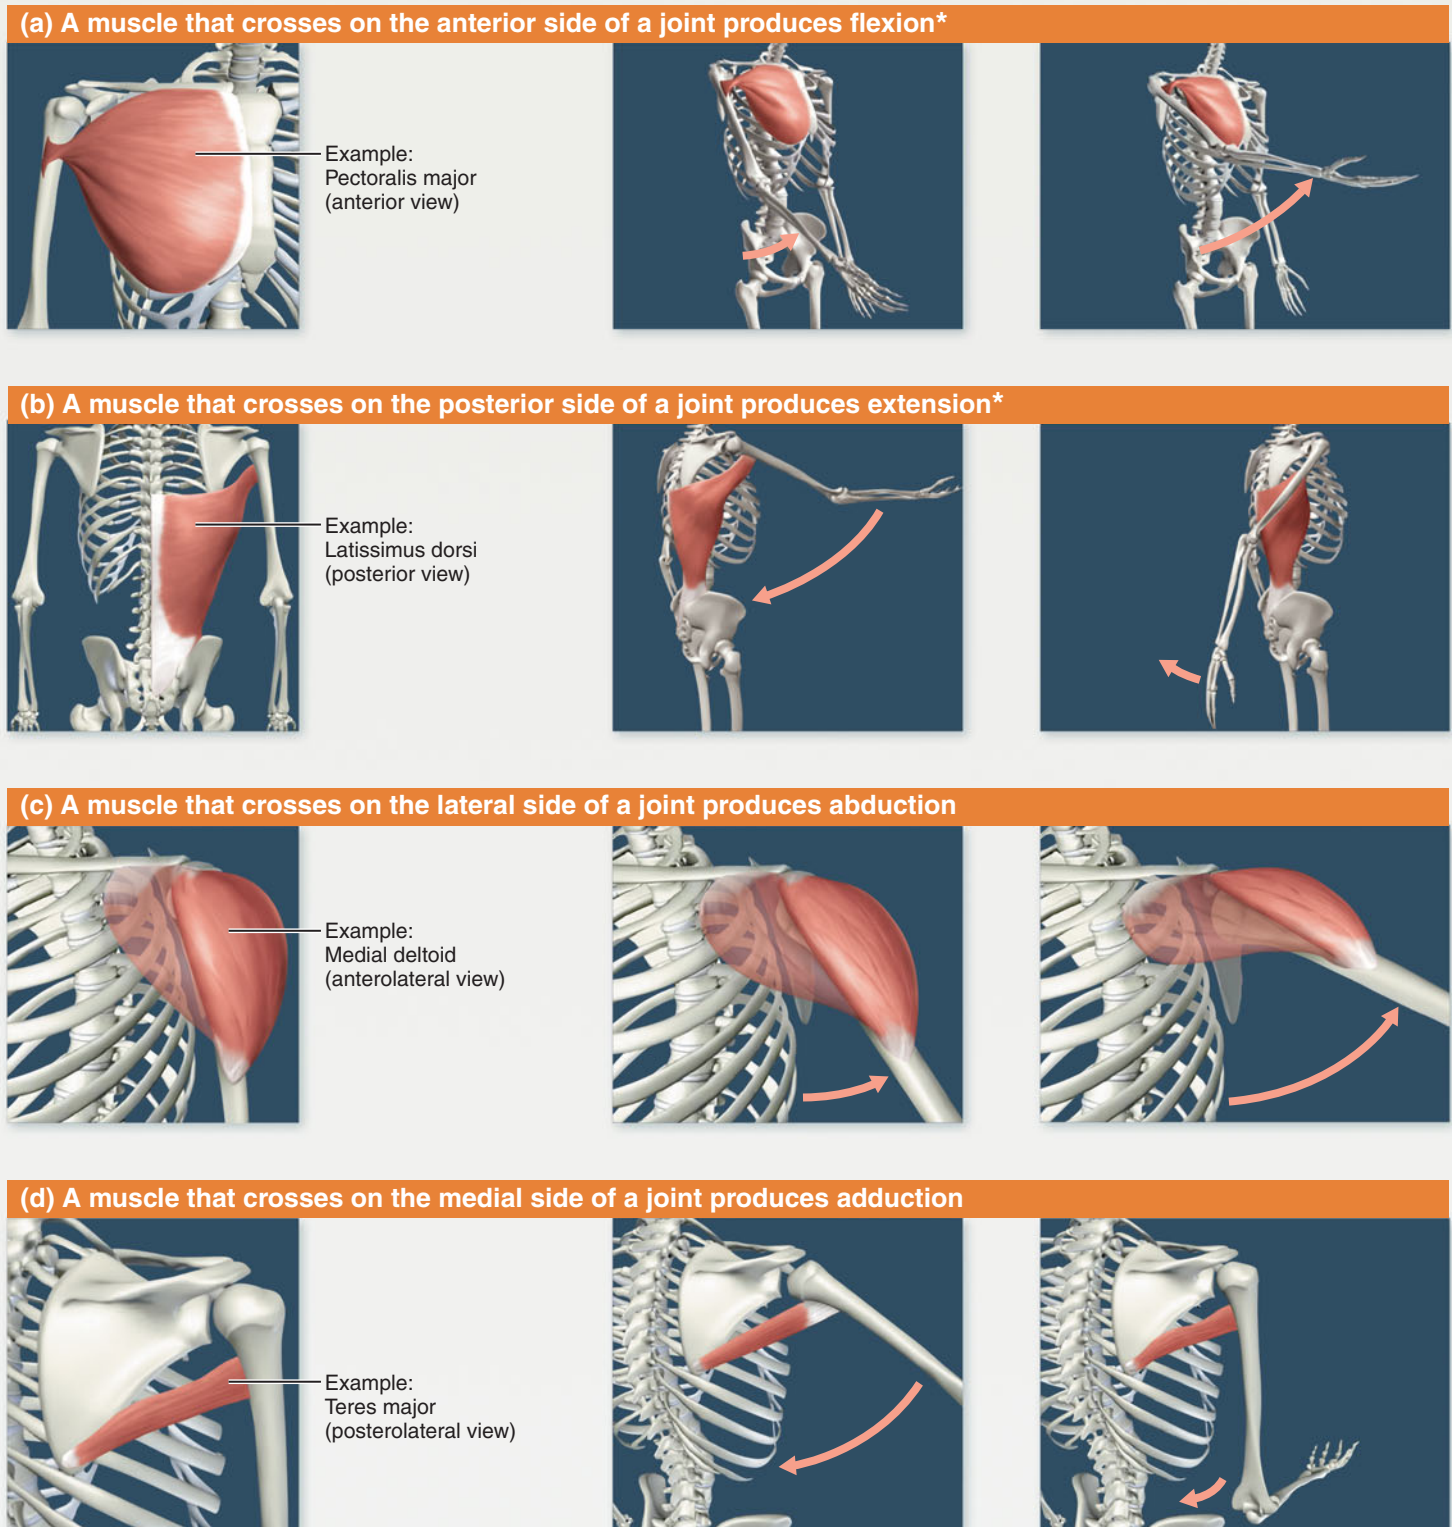 (a) A muscle that crosses on the anterior side of a joint produces flexion*
Example:
Pectoralis major
(anterior view)
(b) A muscle that crosses on the posterior side of a joint produces extension*
Example:
Latissimus dorsi
(posterior view)
(c) A muscle that crosses on the lateral side of a joint produces abduction
Example:
Medial deltoid
(anterolateral view)
(d) A muscle that crosses on the medial side of a joint produces adduction
Example:
Teres major
(posterolateral view)